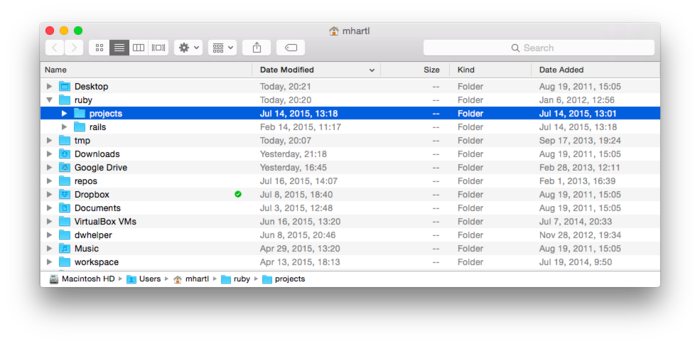 mhartl
Search
Name Date Modified Size Kind Date Added
Desktop Today, 20:21 -- Folder Aug 19, 2011, 15:05
ruby Today, 20:20 -- Folder Jan 6, 2012, 12:56
projects Jul 14, 2015, 13:18 -- Folder Jul 14, 2015, 13:01
rails Feb 14, 2015, 11:17 -- Folder Jul 14, 2015, 13:18
tmp Today, 20:07 -- Folder Sep 17, 2013, 19:24
Downloads Yesterday, 21:18 -- Folder Aug 19, 2011, 15:05
Google Drive Yesterday, 16:45 -- Folder Feb 28, 2013, 12:11
repos Jul 16, 2015, 14:07 -- Folder Feb 1, 2013, 16:39
Dropbox Jul 8, 2015, 18:40 -- Folder Aug 19, 2011, 15:05
Documents Jul 3, 2015, 12:48 -- Folder Aug 19, 2011, 15:05
VirtualBox VMs Jun 16, 2015, 13:20 -- Folder Jul 7, 2014, 20:33
dwhelper Jun 8, 2015, 20:46 -- Folder Nov 28, 2012, 19:34
Music Apr 29, 2015, 13:20 -- Folder Aug 19, 2011, 15:05
workspace Apr 13, 2015, 18:13 -- Folder Jul 19, 2014, 9:50
Macintosh HD Users mhartl ruby projects